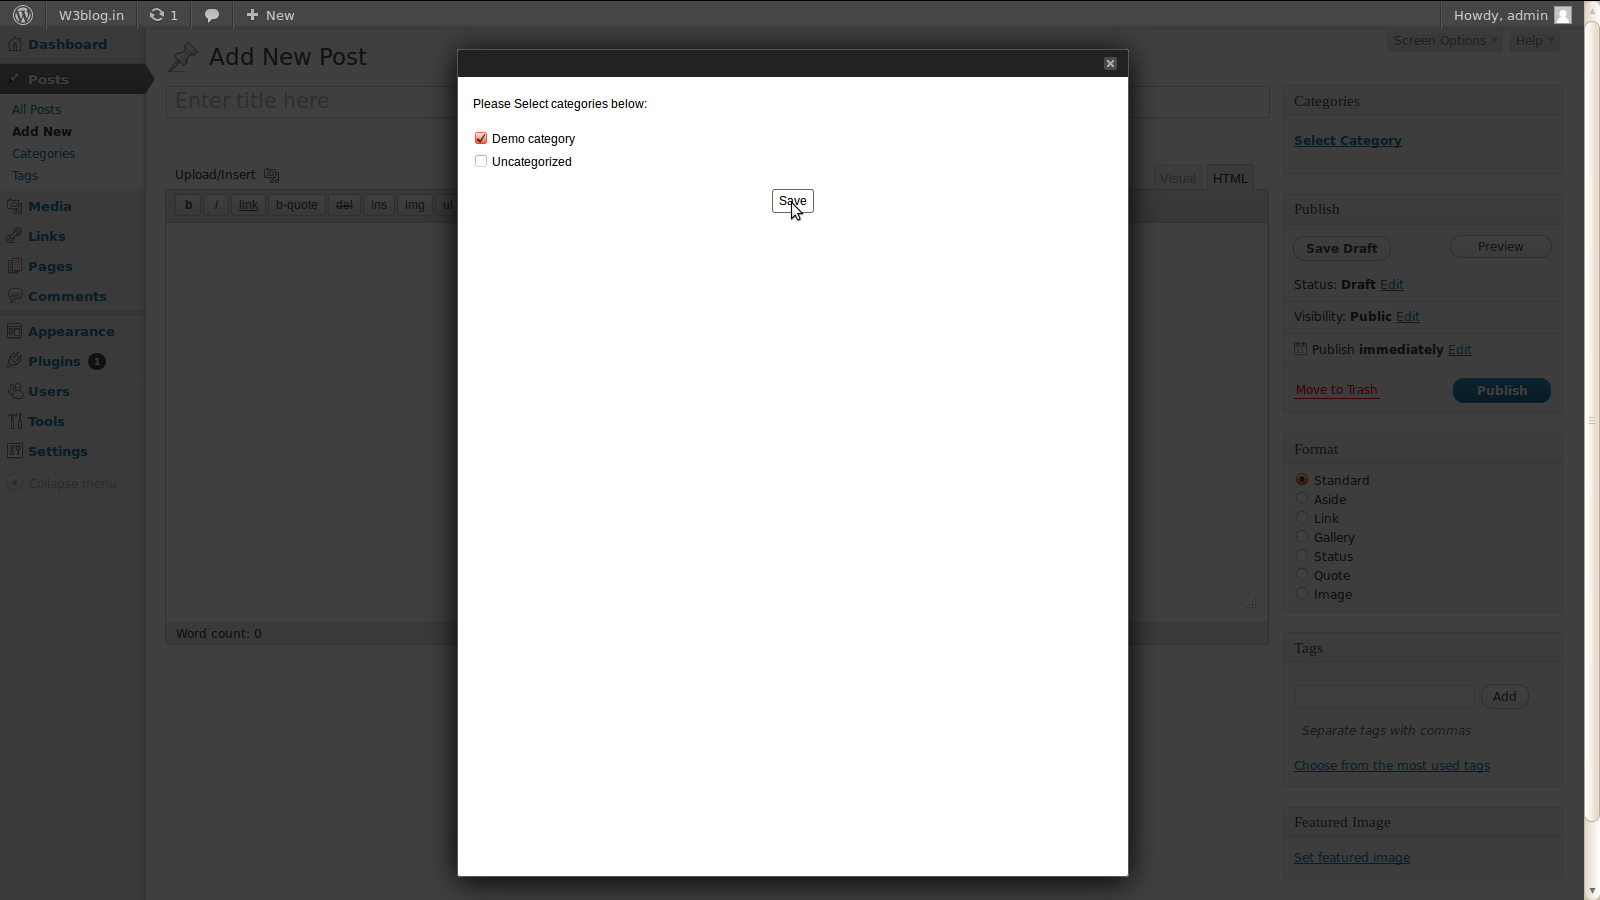 W3blog.in
1
New
Howdy, admin
Dashboard
Posts
All Posts
Add New
Categories
Tags
Media
Links
Pages
Comments
Appearance
Plugins 1
Users
Tools
Settings
Collapse menu
Screen Options
Help
Add New Post
Enter title here
Upload/Insert
Visual
HTML
b
i
link
b-quote
del
ins
img
ul
Word count: 0
Please Select categories below:
Demo category
Uncategorized
Save
Categories
Select Category
Publish
Save Draft
Preview
Status: Draft Edit
Visibility: Public Edit
Publish immediately Edit
Move to Trash
Publish
Format
Standard
Aside
Link
Gallery
Status
Quote
Image
Tags
Add
Separate tags with commas
Choose from the most used tags
Featured Image
Set featured image